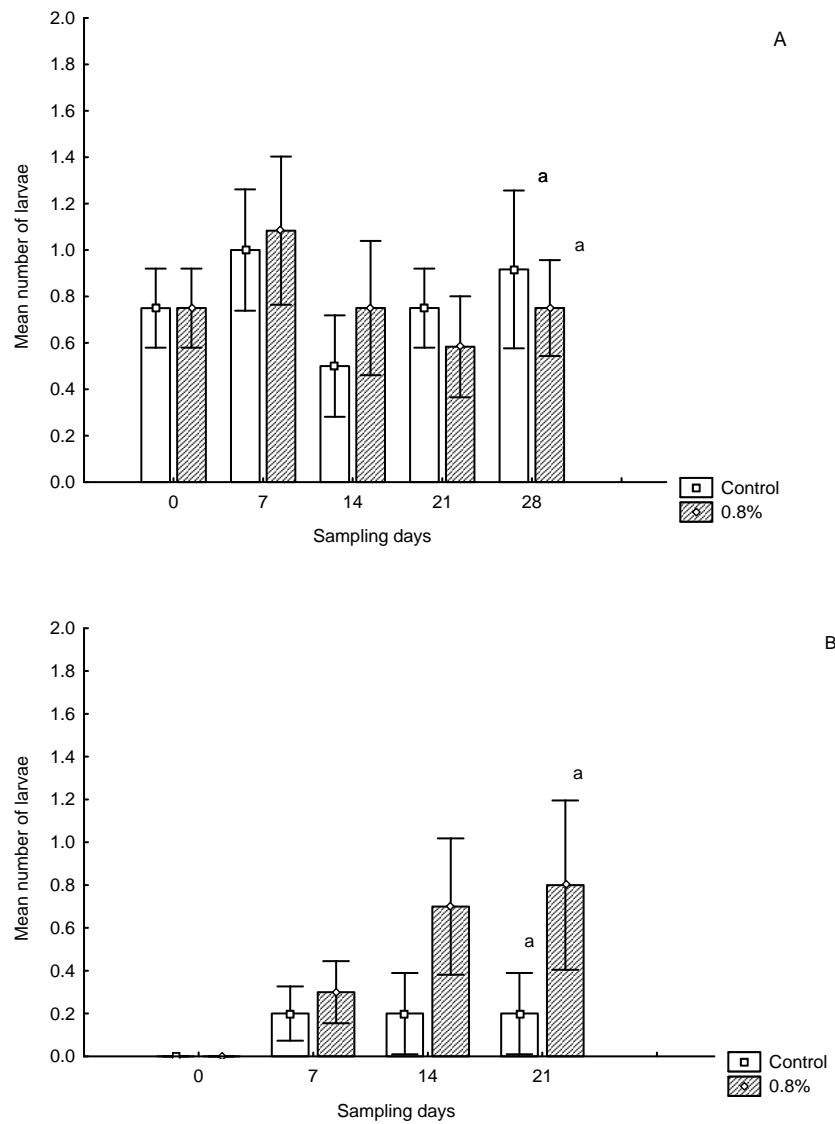 A
2.0
1.8
1.6
1.4
1.2
1.0
0.8
0.6
0.4
0.2
0.0
Mean number of larvae
a
a
0 7 14 21 28
Sampling days
Control
0.8%
B
2.0
1.8
1.6
1.4
1.2
1.0
0.8
0.6
0.4
0.2
0.0
Mean number of larvae
a
a
0 7 14 21
Sampling days
Control
0.8%